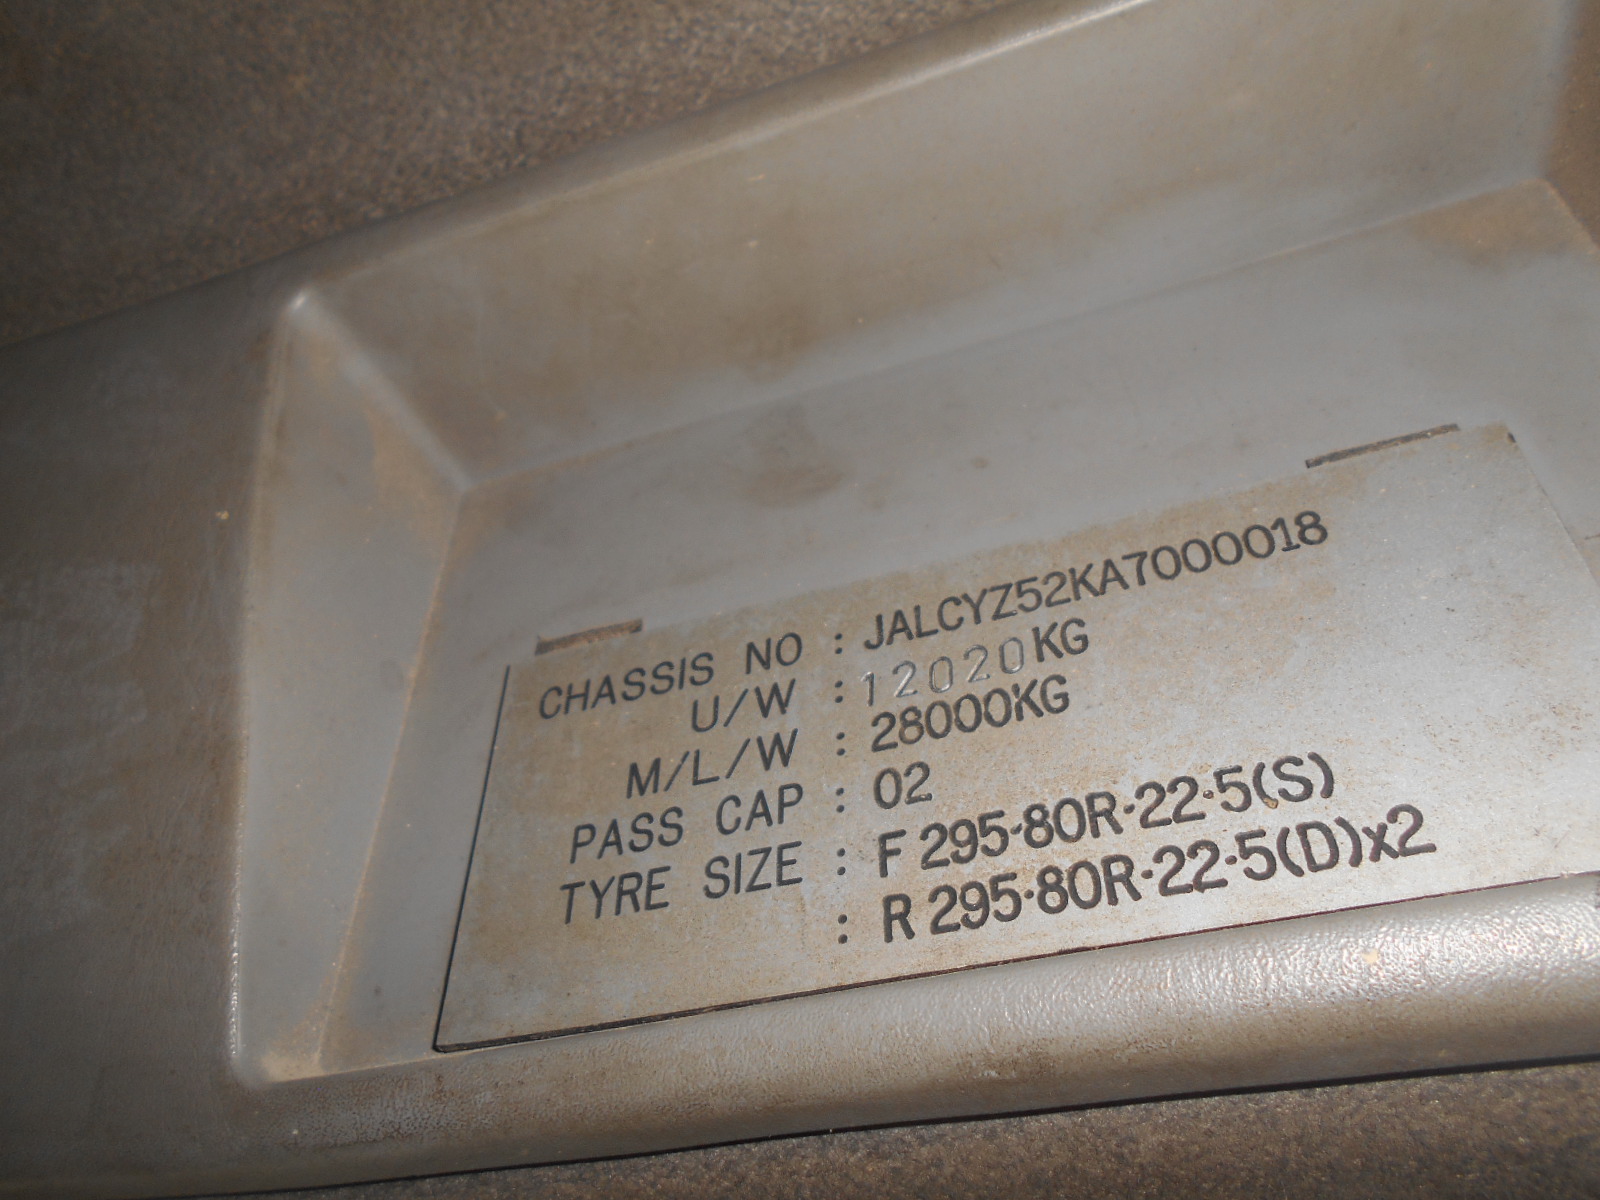 CHASSIS NO : JALCYZ52KA7000018
U/W : 12020KG
M/L/W : 28000KG
PASS CAP : 02
TYRE SIZE : F 295·80R·22·5(S)
: R 295·80R·22·5(D)x2